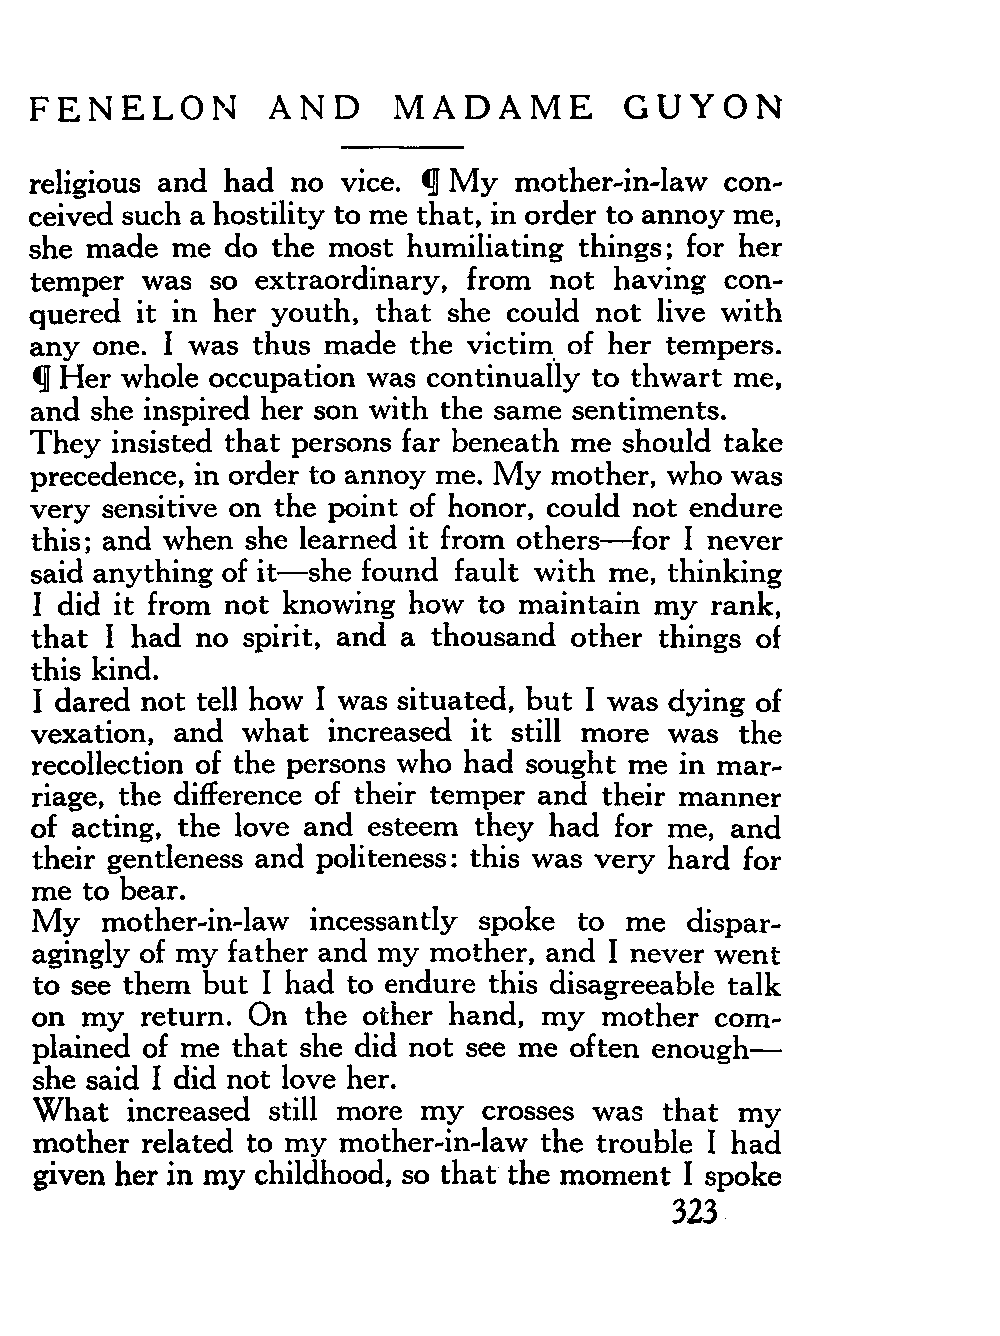 FENELON AND MADAME GUYON
religious and had no vice. ¶ My mother-in-law con-
ceived such a hostility to me that, in order to annoy me,
she made me do the most humiliating things; for her
temper was so extraordinary, from not having con-
quered it in her youth, that she could not live with
any one. I was thus made the victim of her tempers.
¶ Her whole occupation was continually to thwart me,
and she inspired her son with the same sentiments.
They insisted that persons far beneath me should take
precedence, in order to annoy me. My mother, who was
very sensitive on the point of honor, could not endure
this; and when she learned it from others—for I never
said anything of it—she found fault with me, thinking
I did it from not knowing how to maintain my rank,
that I had no spirit, and a thousand other things of
this kind.
I dared not tell how I was situated, but I was dying of
vexation, and what increased it still more was the
recollection of the persons who had sought me in mar-
riage, the difference of their temper and their manner
of acting, the love and esteem they had for me, and
their gentleness and politeness: this was very hard for
me to bear.
My mother-in-law incessantly spoke to me dispar-
agingly of my father and my mother, and I never went
to see them but I had to endure this disagreeable talk
on my return. On the other hand, my mother com-
plained of me that she did not see me often enough—
she said I did not love her.
What increased still more my crosses was that my
mother related to my mother-in-law the trouble I had
given her in my childhood, so that the moment I spoke
323